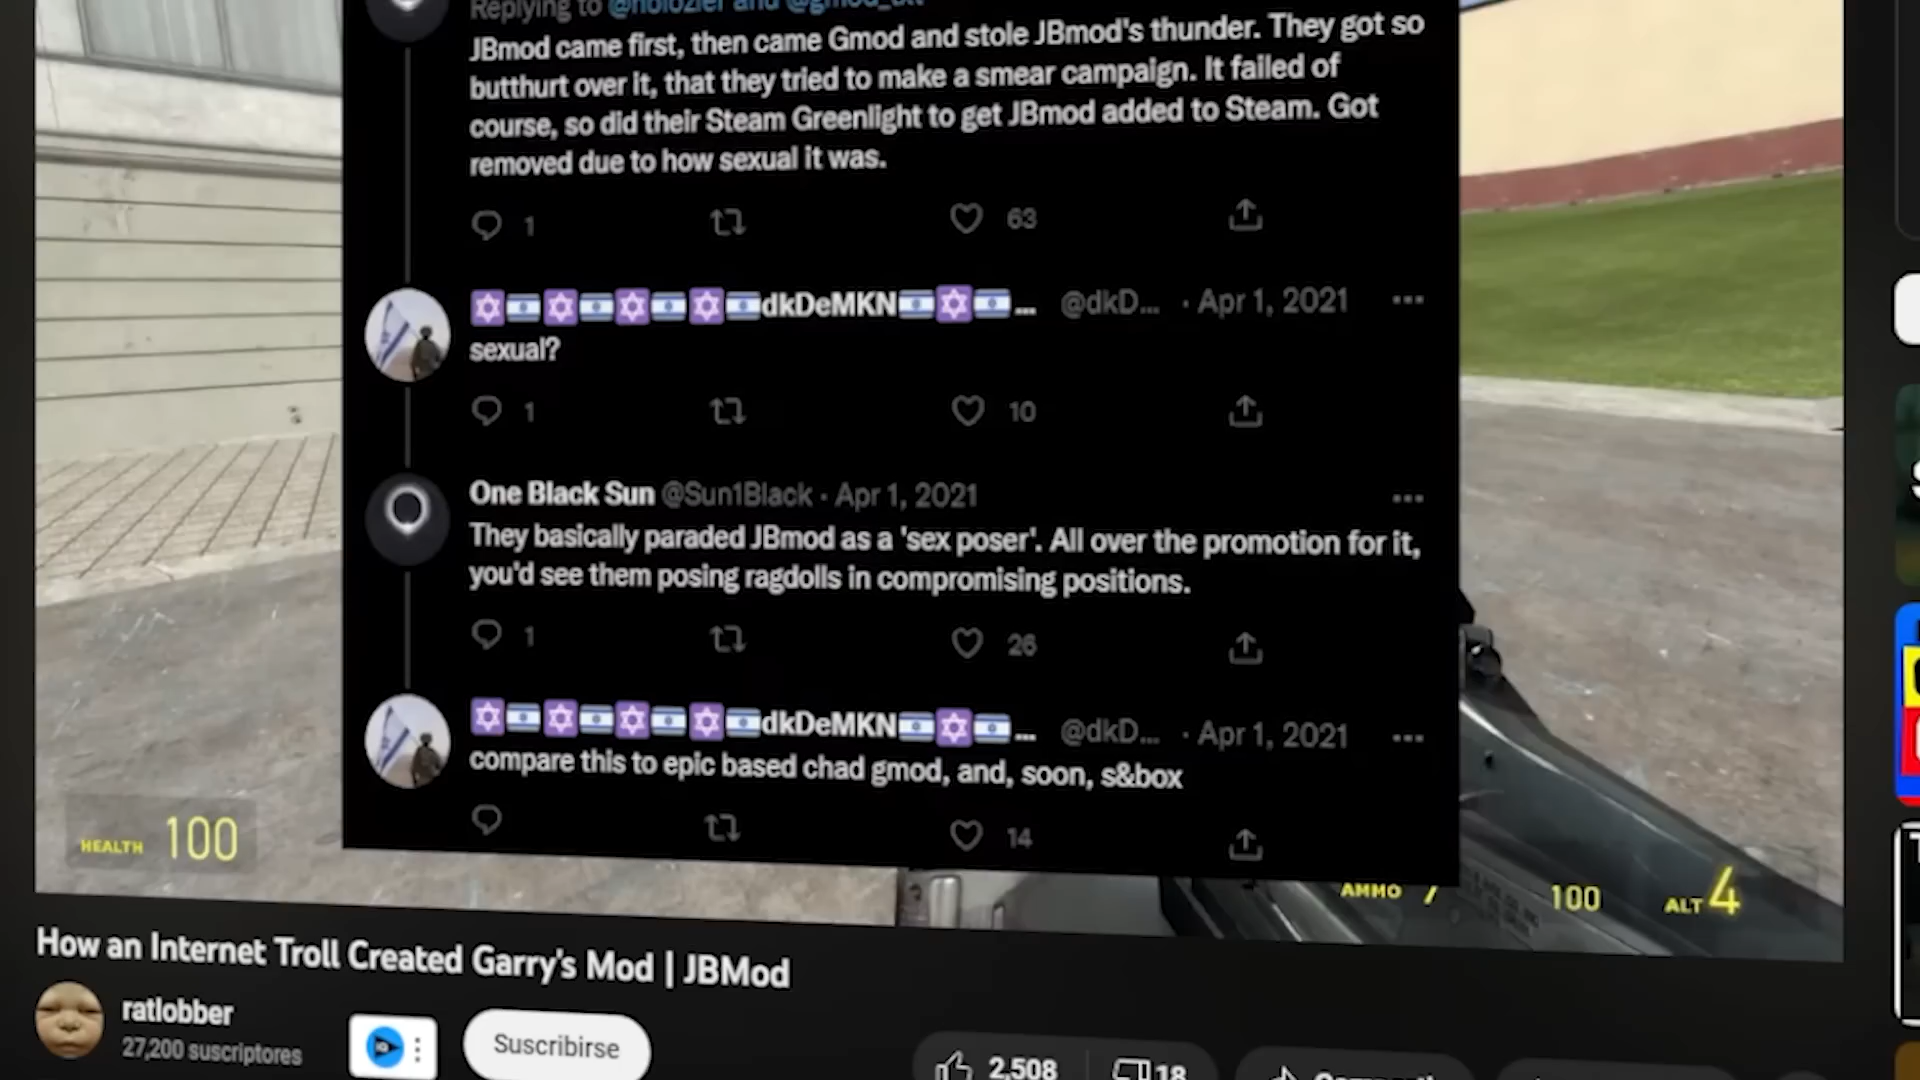 Replying to @nolozler and
JBmod came first, then came Gmod and stole JBmod's thunder. They got so
butthurt over it, that they tried to make a smear campaign. It failed of
course, so did their Steam Greenlight to get JBmod added to Steam. Got
removed due to how sexual it was.
1 63
✡🇮🇱✡🇮🇱✡🇮🇱✡🇮🇱dkDeMKN🇮🇱✡🇮🇱... @dkD... · Apr 1, 2021 ...
sexual?
1 10
One Black Sun @Sun1Black · Apr 1, 2021 ...
They basically paraded JBmod as a 'sex poser'. All over the promotion for it,
you'd see them posing ragdolls in compromising positions.
1 26
✡🇮🇱✡🇮🇱✡🇮🇱✡🇮🇱dkDeMKN🇮🇱✡🇮🇱... @dkD... · Apr 1, 2021 ...
compare this to epic based chad gmod, and, soon, s&box
14
HEALTH 100
AMMO 7 100 ALT 4
How an Internet Troll Created Garry's Mod | JBMod
ratlobber
27,200 suscriptores
Suscribirse
2,508 18